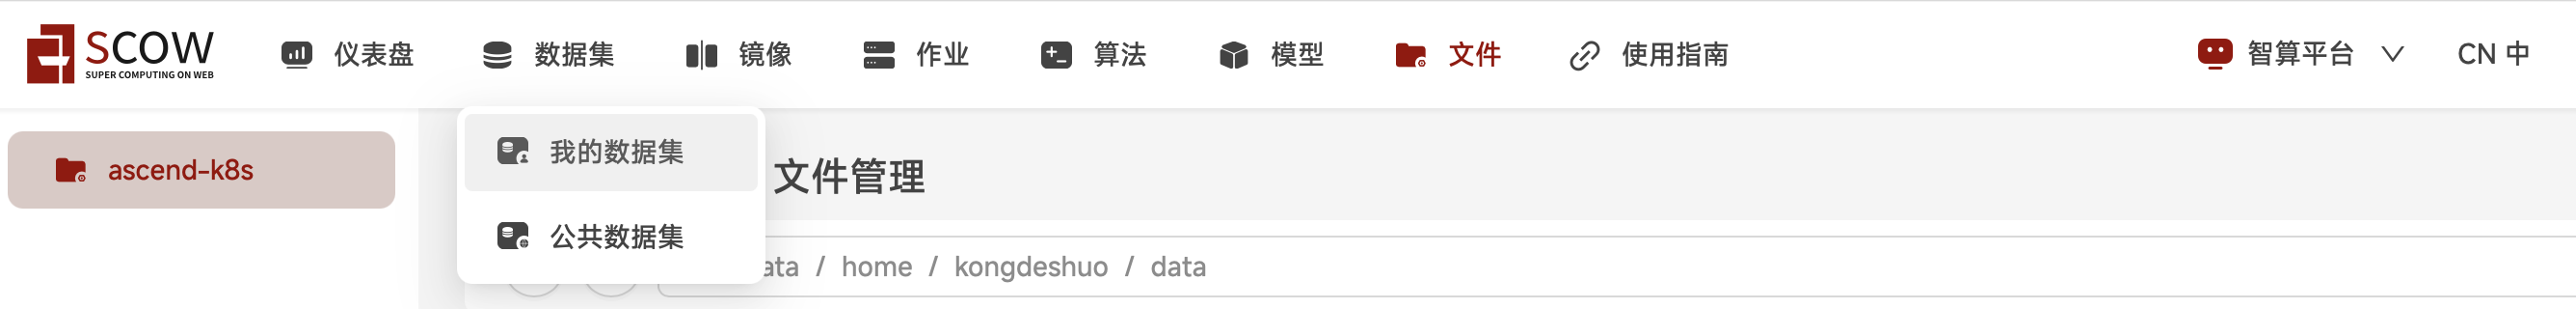 SCOW
SUPER COMPUTING ON WEB
仪表盘 数据集 镜像 作业 算法 模型 文件 使用指南 智算平台 CN 中
ascend-k8s
我的数据集
公共数据集
文件管理
ata / home / kongdeshuo / data